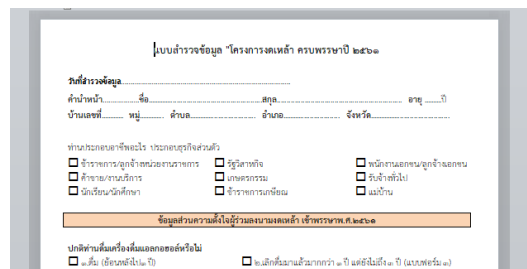 แบบสำรวจข้อมูล "โครงการงดเหล้า ครบพรรษาปี ๒๕๖๑
วันที่สำรวจข้อมูล
คำนำหน้า ชื่อ สกุล อายุ ปี
บ้านเลขที่ หมู่ ตำบล อำเภอ จังหวัด
ท่านประกอบอาชีพอะไร ประกอบธุรกิจส่วนตัว
ข้าราชการ/ลูกจ้างหน่วยงานราชการ รัฐวิสาหกิจ พนักงานเอกชน/ลูกจ้างเอกชน
ค้าขาย/งานบริการ เกษตรกรรม รับจ้างทั่วไป
นักเรียน/นักศึกษา ข้าราชการเกษียณ แม่บ้าน
ข้อมูลส่วนความตั้งใจผู้ร่วมลงนามงดเหล้า เข้าพรรษาพ.ศ.๒๕๖๑
ปกติท่านดื่มเครื่องดื่มแอลกอฮอล์หรือไม่
๑.ดื่ม (ย้อนหลังไป๑ ปี) ๒.เลิกดื่มมาแล้วมากกว่า ๑ ปี แต่ยังไม่ถึง๓ ปี (แบบฟอร์ม ๓)